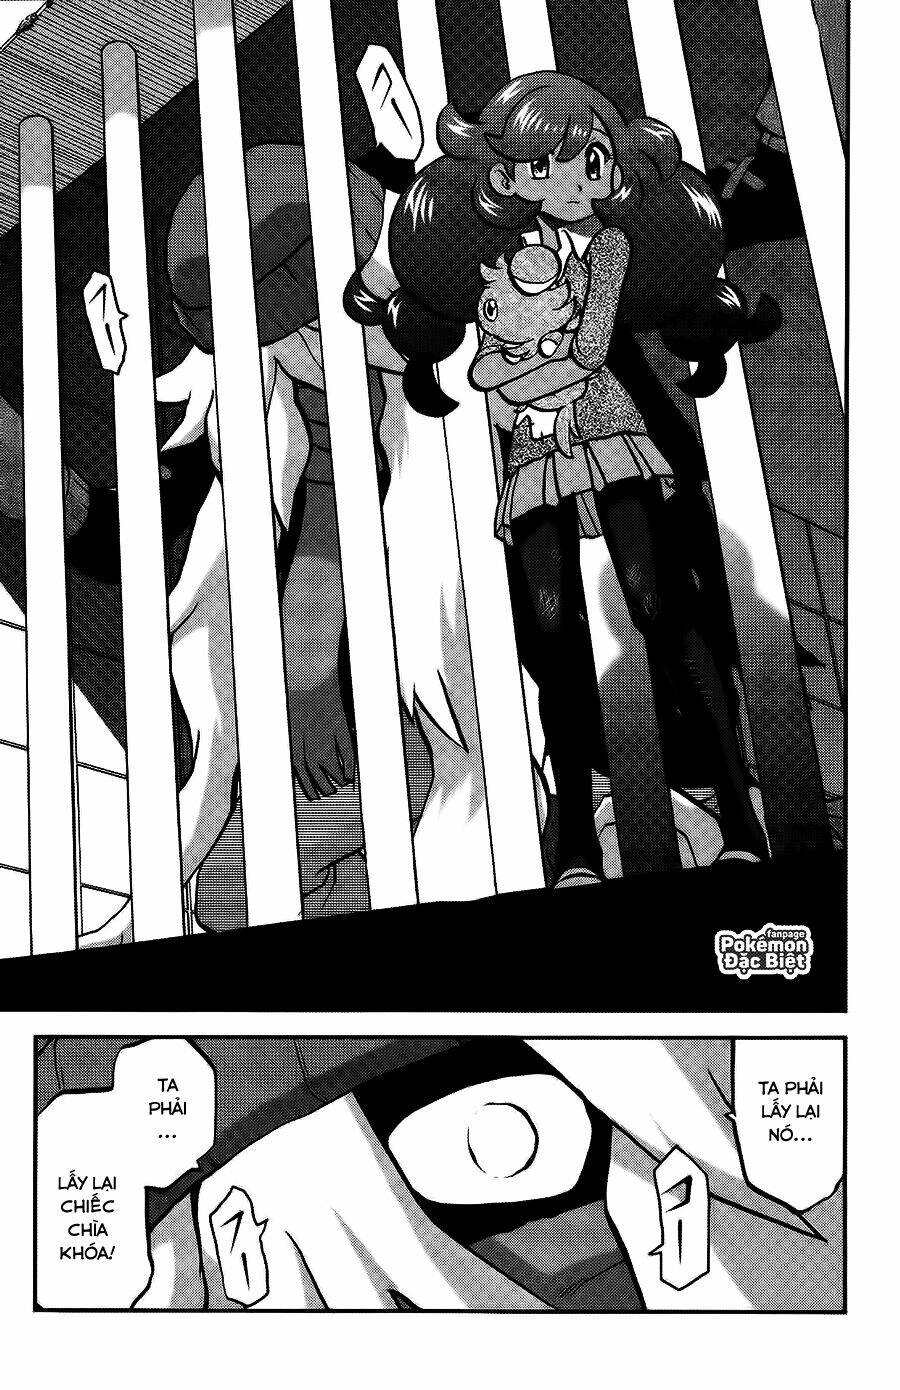 fanpage
Pokémon
Đặc Biệt
TA PHẢI
LẤY LẠI
NÓ...
TA
PHẢI
...
LẤY LẠI
CHIẾC
CHÌA
KHÓA!